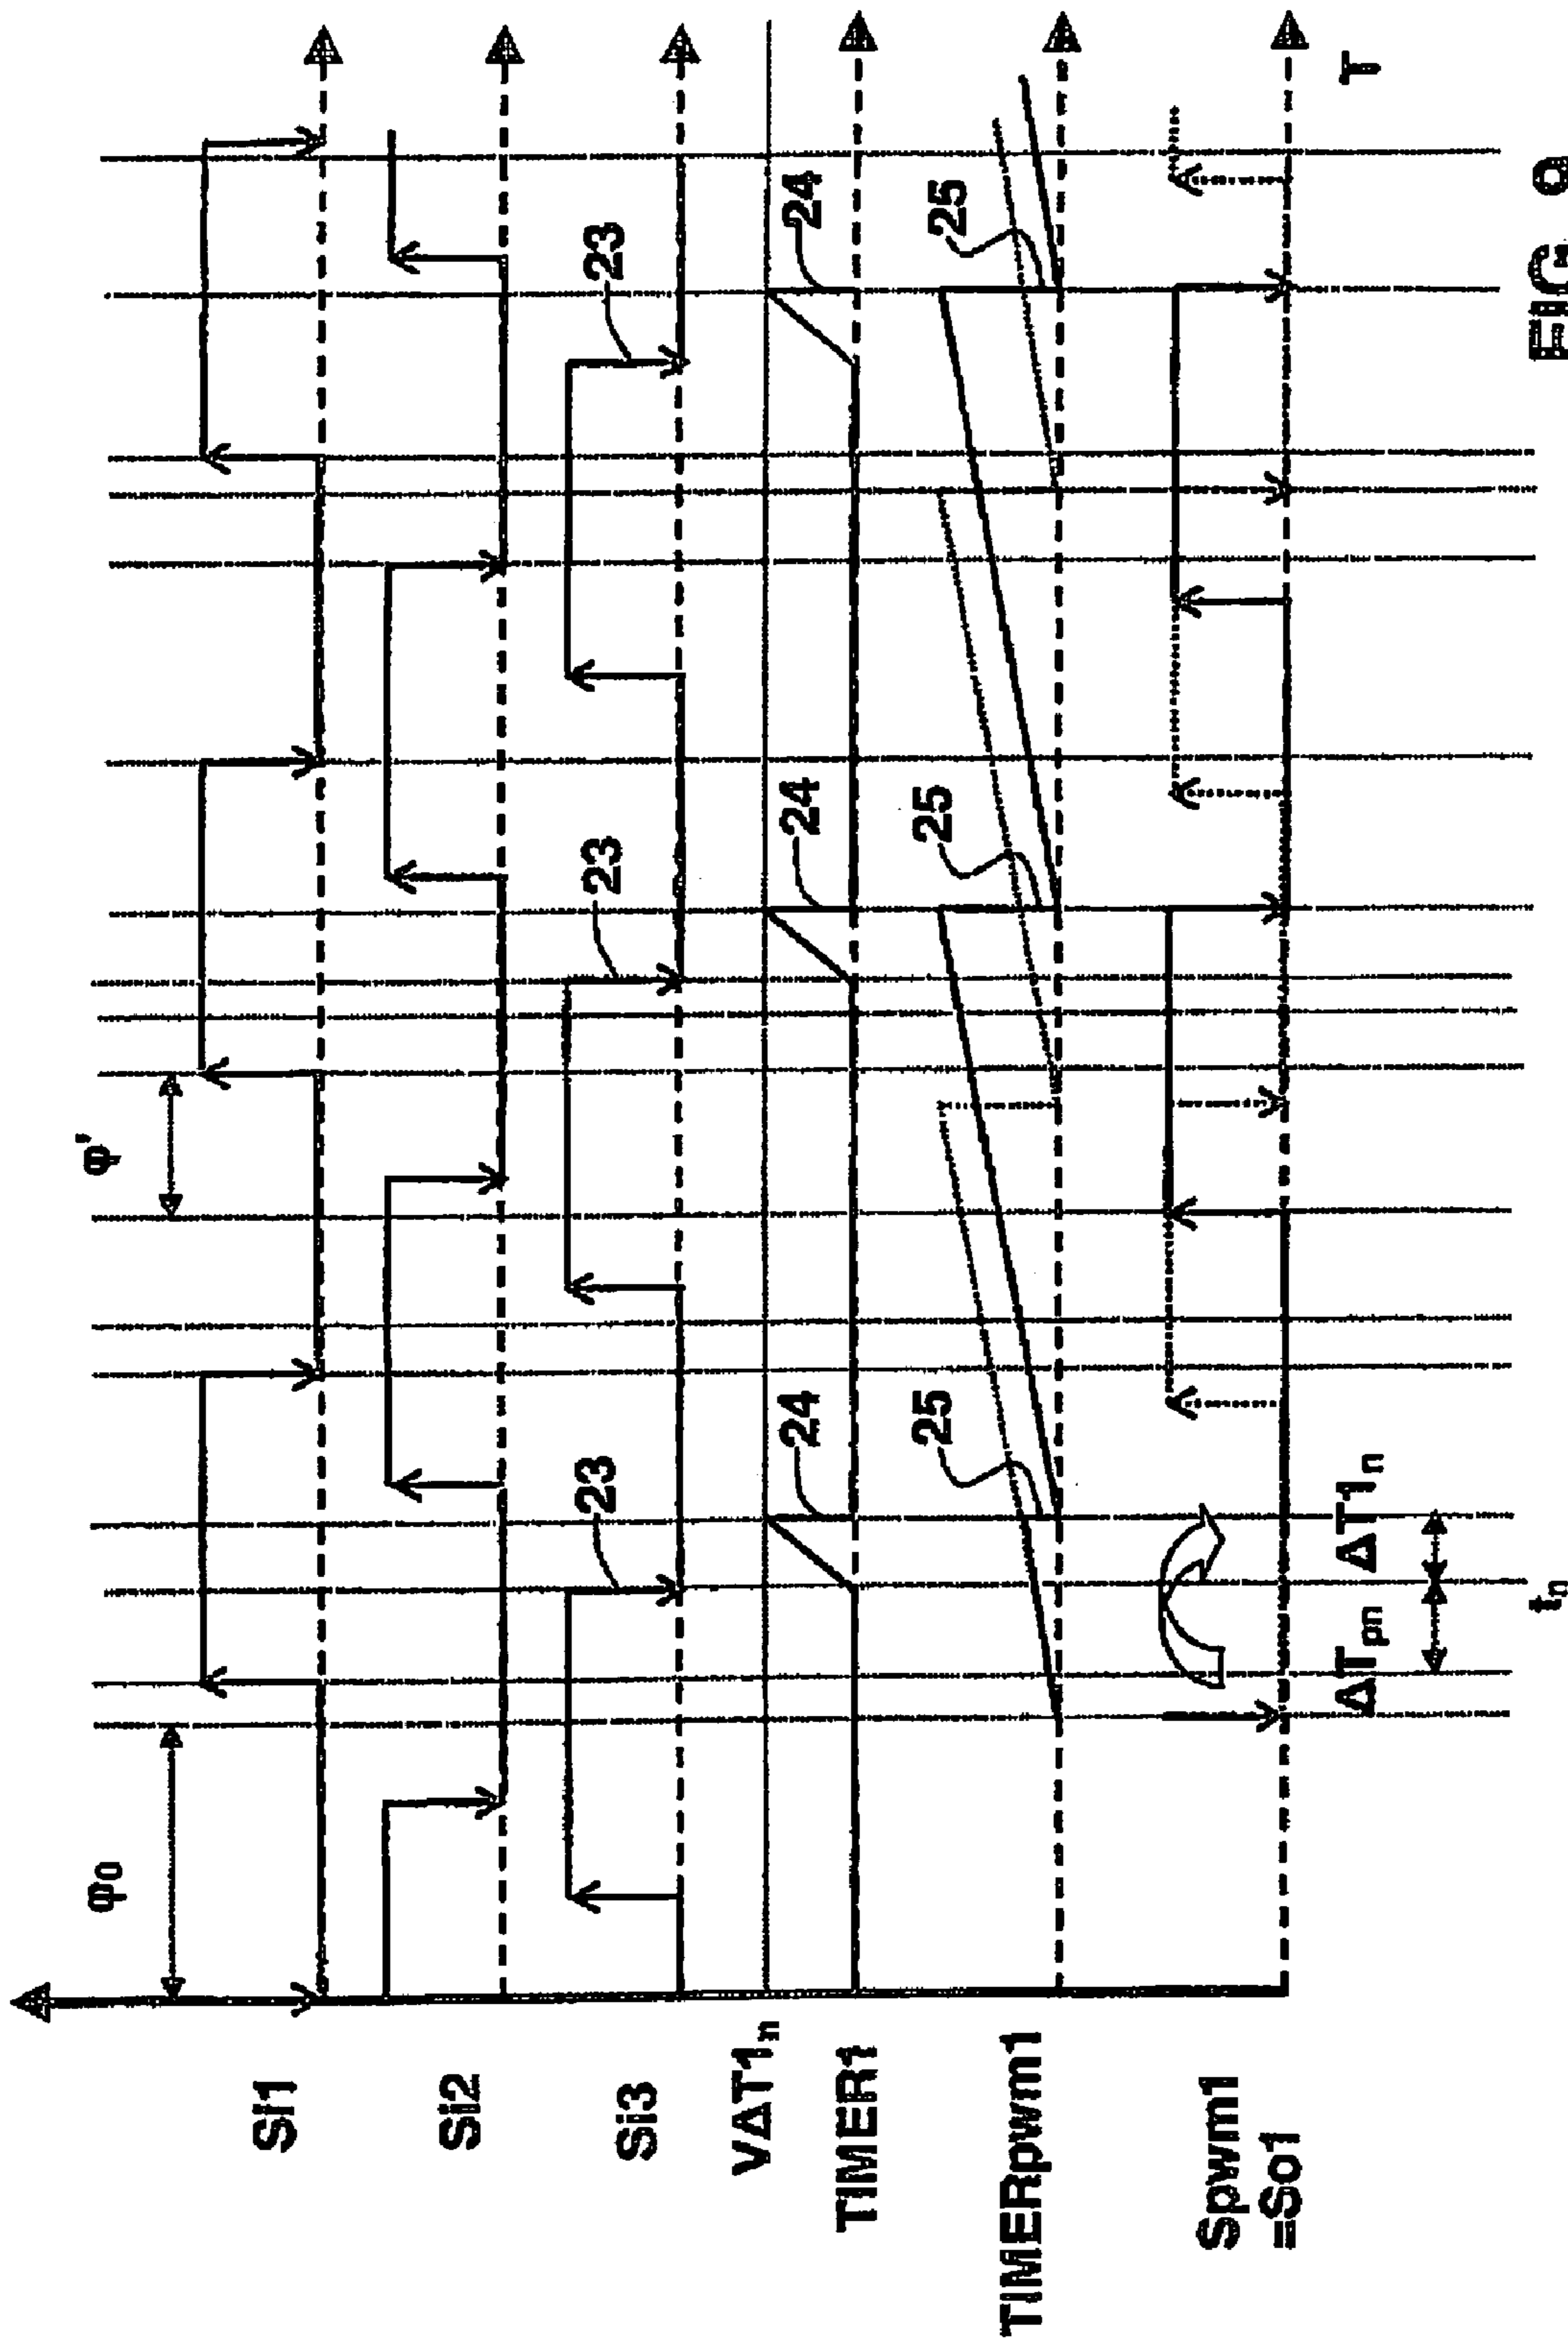 φ0
φ'
Si1
Si2
Si3
23
23
23
VΔT1n
24
24
24
TIMER1
TIMERpwm1
25
25
25
Spwm1
=So1
ΔTpn
ΔT1n
tn
T
FIG. 9